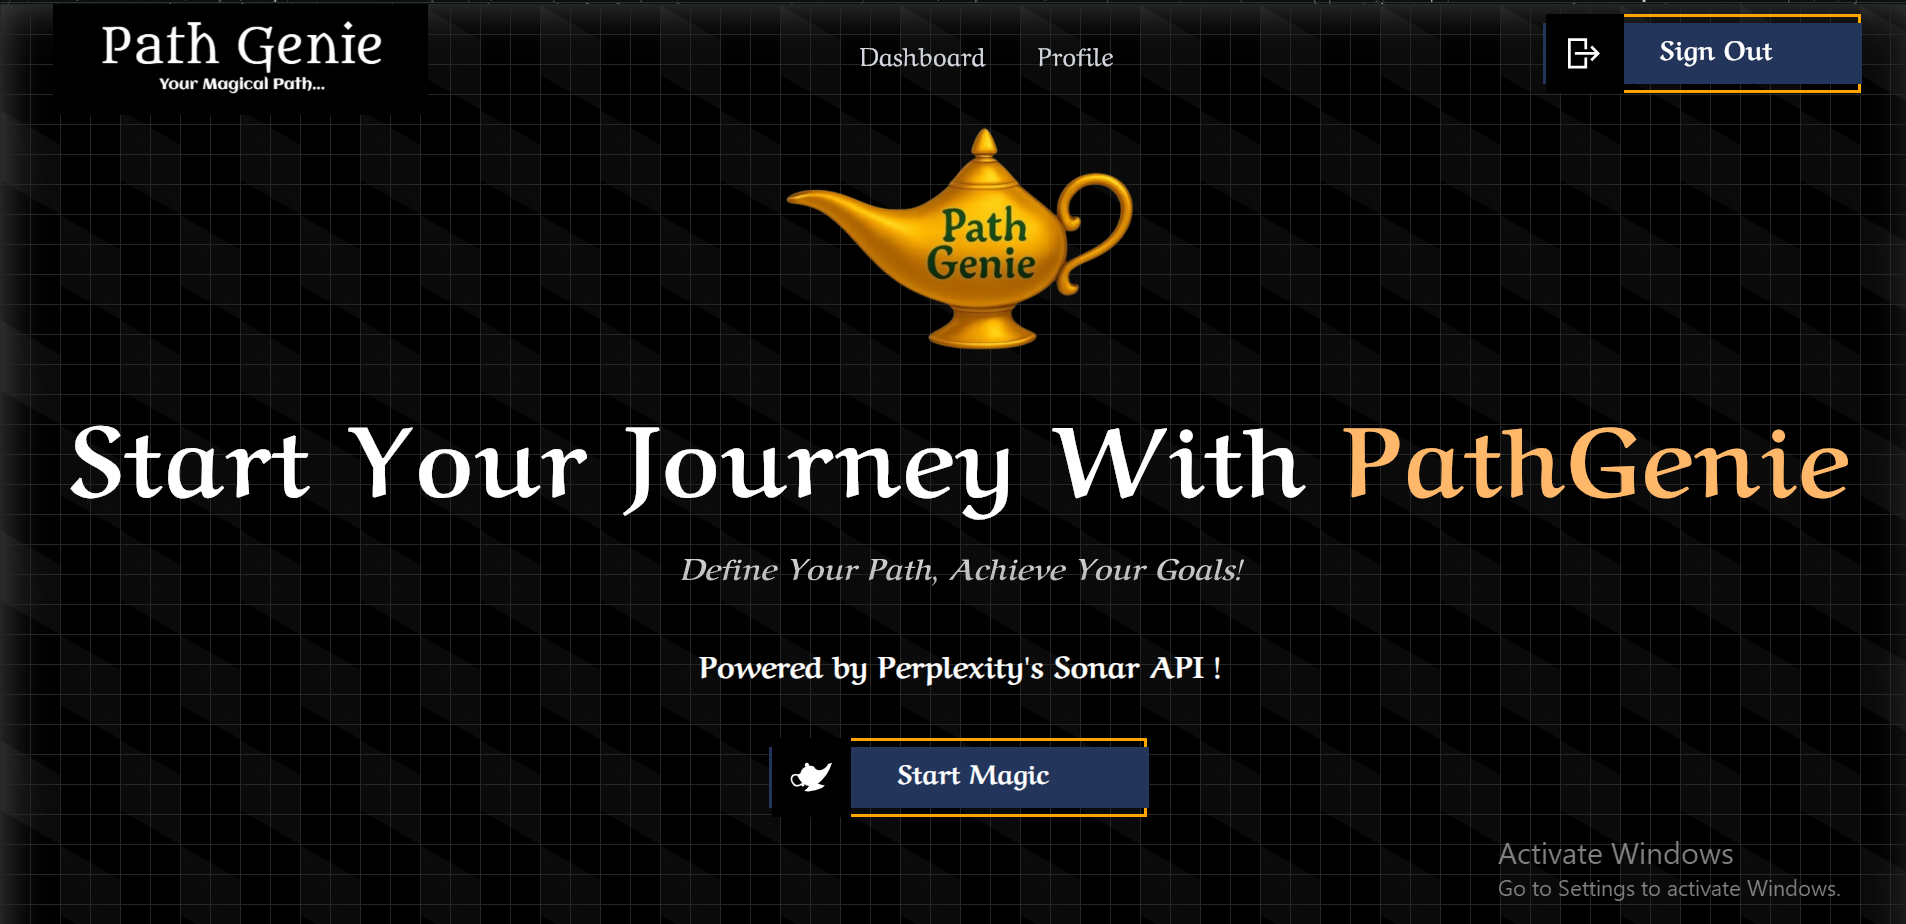 Path Genie
Your Magical Path...
Dashboard
Profile
Sign Out
Path
Genie
Start Your Journey With PathGenie
Define Your Path, Achieve Your Goals!
Powered by Perplexity's Sonar API !
Start Magic
Activate Windows
Go to Settings to activate Windows.